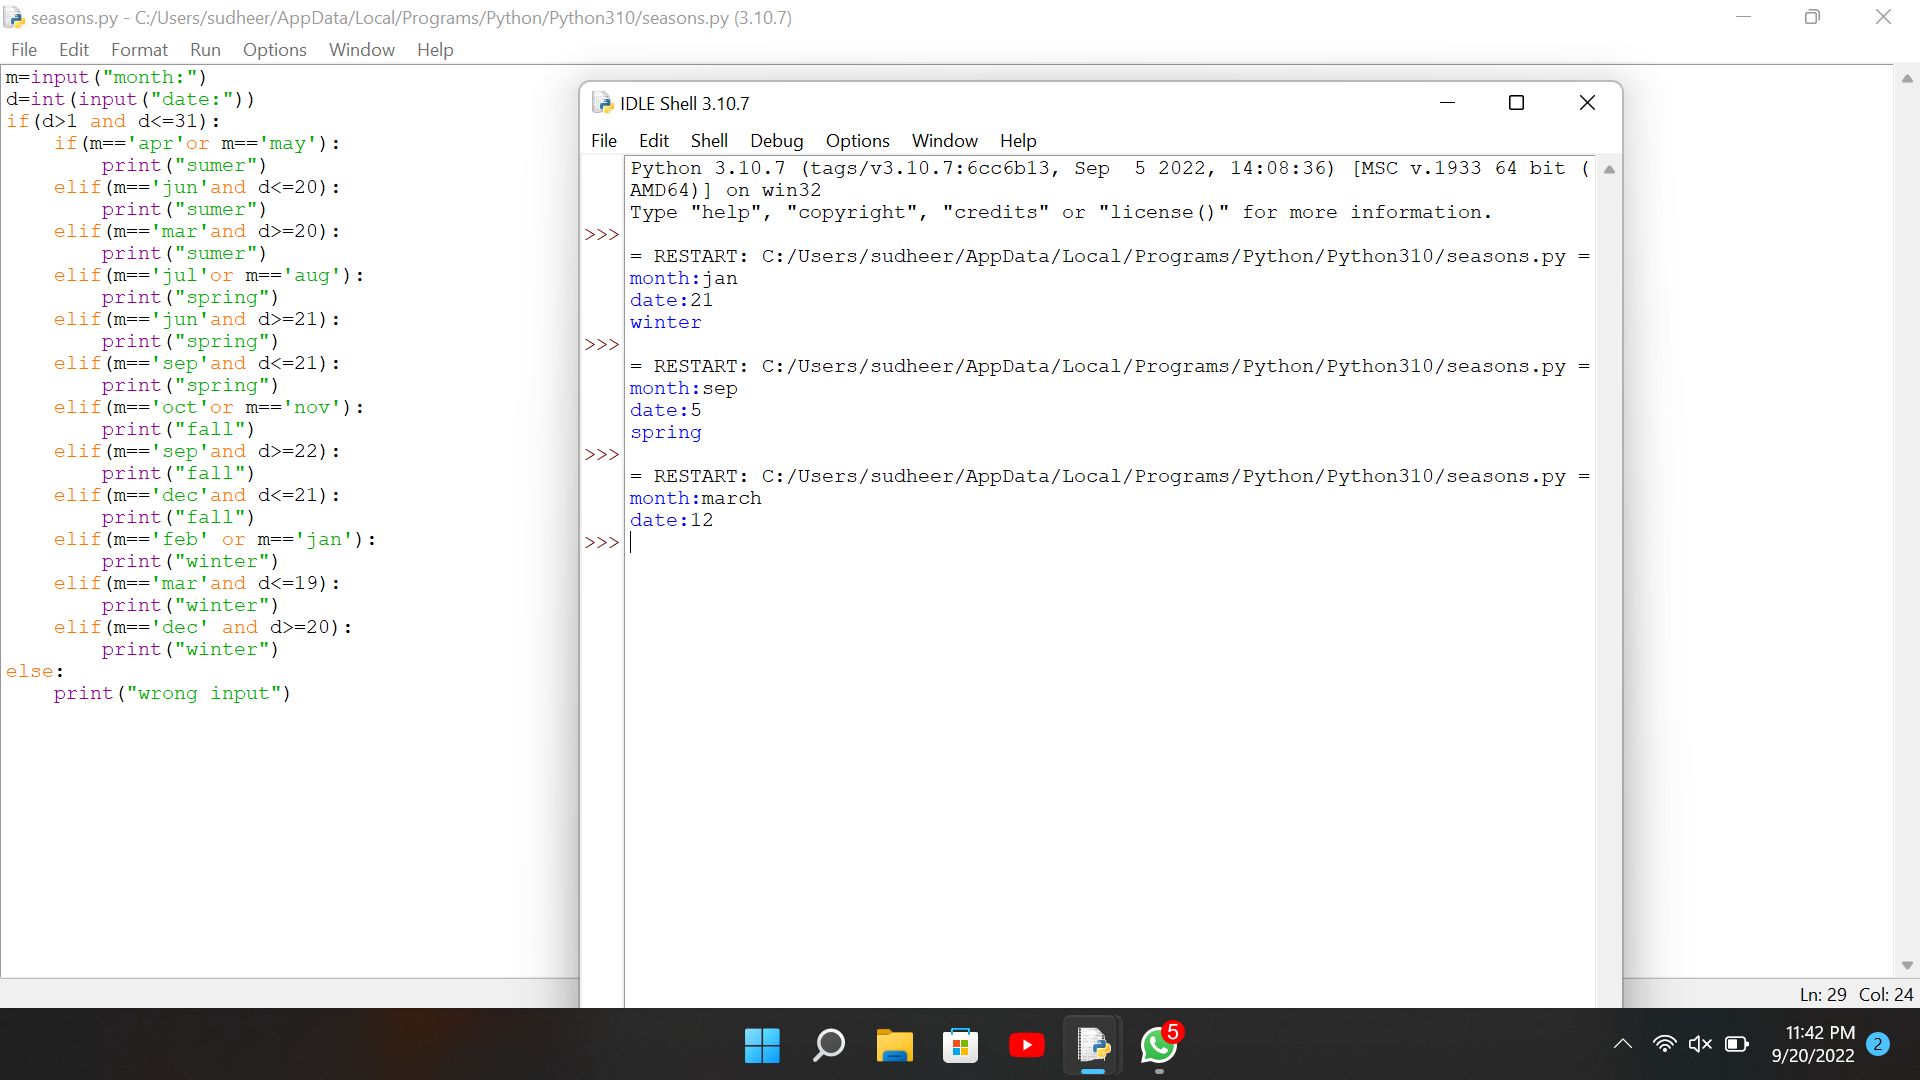 seasons.py - C:/Users/sudheer/AppData/Local/Programs/Python/Python310/seasons.py (3.10.7)
File Edit Format Run Options Window Help
m=input("month:")
d=int(input("date:"))
if(d>1 and d<=31):
    if(m=='apr'or m=='may'):
        print("sumer")
    elif(m=='jun'and d<=20):
        print("sumer")
    elif(m=='mar'and d>=20):
        print("sumer")
    elif(m=='jul'or m=='aug'):
        print("spring")
    elif(m=='jun'and d>=21):
        print("spring")
    elif(m=='sep'and d<=21):
        print("spring")
    elif(m=='oct'or m=='nov'):
        print("fall")
    elif(m=='sep'and d>=22):
        print("fall")
    elif(m=='dec'and d<=21):
        print("fall")
    elif(m=='feb' or m=='jan'):
        print("winter")
    elif(m=='mar'and d<=19):
        print("winter")
    elif(m=='dec' and d>=20):
        print("winter")
else:
    print("wrong input")
IDLE Shell 3.10.7
File Edit Shell Debug Options Window Help
Python 3.10.7 (tags/v3.10.7:6cc6b13, Sep  5 2022, 14:08:36) [MSC v.1933 64 bit (
AMD64)] on win32
Type "help", "copyright", "credits" or "license()" for more information.
>>>
= RESTART: C:/Users/sudheer/AppData/Local/Programs/Python/Python310/seasons.py =
month:jan
date:21
winter
>>>
= RESTART: C:/Users/sudheer/AppData/Local/Programs/Python/Python310/seasons.py =
month:sep
date:5
spring
>>>
= RESTART: C:/Users/sudheer/AppData/Local/Programs/Python/Python310/seasons.py =
month:march
date:12
>>>
Ln: 29 Col: 24
5
11:42 PM
9/20/2022
2